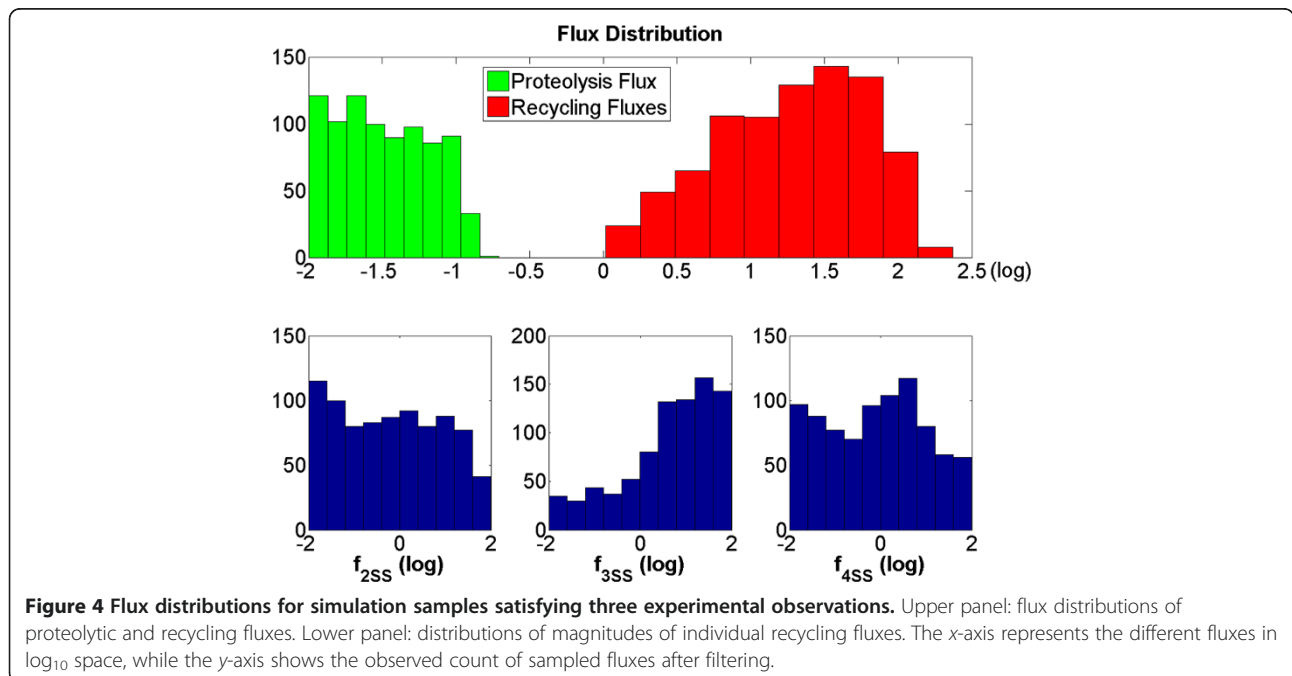 Flux Distribution
150
100
50
0
Proteolysis Flux
Recycling Fluxes
-2 -1.5 -1 -0.5 0 0.5 1 1.5 2 2.5 (log)
150
100
50
0
-2 0 2
f2SS (log)
200
150
100
50
0
-2 0 2
f3SS (log)
150
100
50
0
-2 0 2
f4SS (log)
Figure 4 Flux distributions for simulation samples satisfying three experimental observations. Upper panel: flux distributions of
proteolytic and recycling fluxes. Lower panel: distributions of magnitudes of individual recycling fluxes. The x-axis represents the different fluxes in
log10 space, while the y-axis shows the observed count of sampled fluxes after filtering.